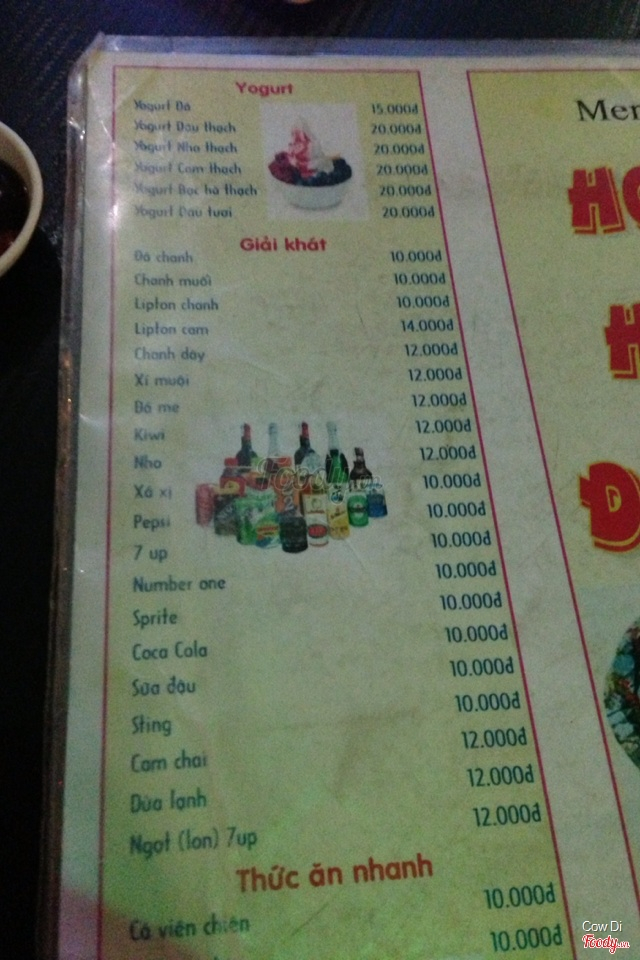 Yogurt
Yogurt Đá 15.000đ
Yogurt Dâu thạch 20.000đ
Yogurt Nho thạch 20.000đ
Yogurt Cam thạch 20.000đ
Yogurt Bạc hà thạch 20.000đ
Yogurt Dâu tươi 20.000đ
Giải khát
Đá chanh 10.000đ
Chanh muối 10.000đ
Lipton chanh 10.000đ
Lipton cam 14.000đ
Chanh dây 12.000đ
Xí muội 12.000đ
Đá me 12.000đ
Kiwi 12.000đ
Nho 12.000đ
Xá xị 10.000đ
Pepsi 10.000đ
7 up 10.000đ
Number one 10.000đ
Sprite 10.000đ
Coca Cola 10.000đ
Sữa đậu 10.000đ
Sting 10.000đ
Cam chai 12.000đ
Dừa lạnh 12.000đ
Ngọt (lon) 7up 12.000đ
Thức ăn nhanh
Cá viên chiên 10.000đ
10.000đ
Cow Di
Foody.vn